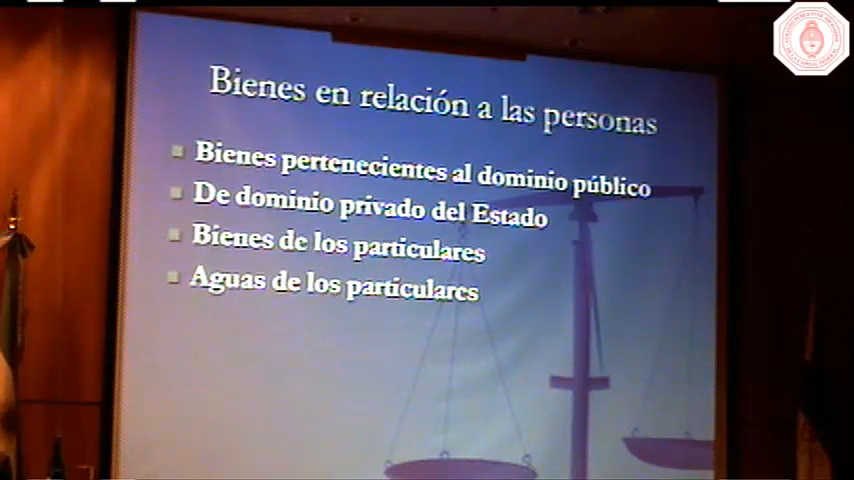 Bienes en relación a las personas
Bienes pertenecientes al dominio público
De dominio privado del Estado
Bienes de los particulares
Aguas de los particulares